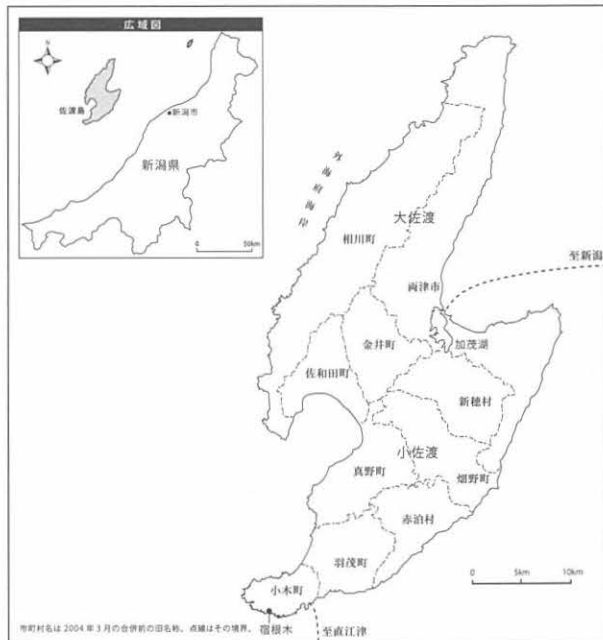 広域図
N
佐渡島
新潟市
新潟県
0 50km
外海府海岸
大佐渡
相川町
至新潟
両津市
金井町
加茂湖
佐和田町
新穂村
小佐渡
真野町
畑野町
赤泊村
羽茂町
0 5km 10km
小木町
宿根木
至直江津
市町村名は2004年3月の合併前の旧名称。点線はその境界。